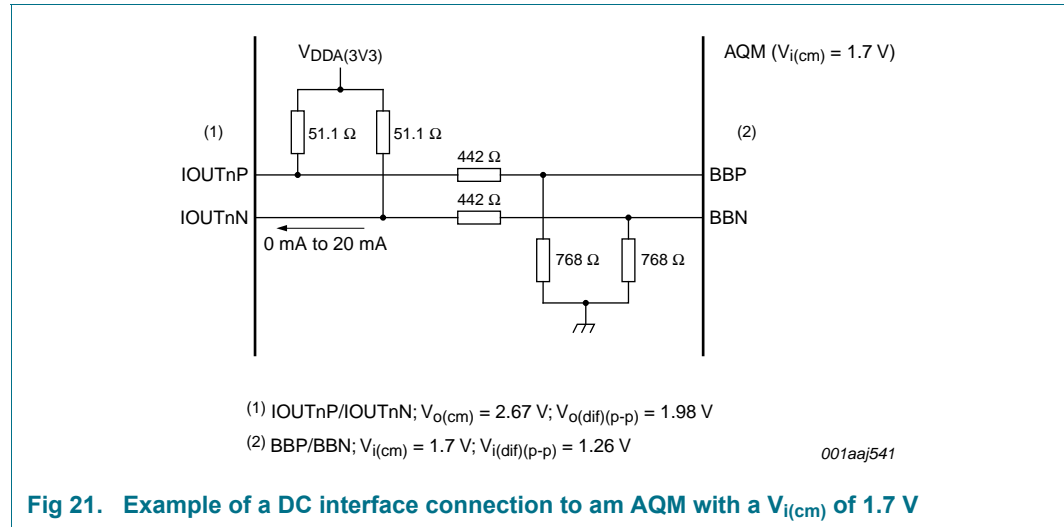 VDDA(3V3)
AQM (Vi(cm) = 1.7 V)
(1)
51.1 Ω
51.1 Ω
(2)
442 Ω
IOUTnP
BBP
442 Ω
IOUTnN
BBN
0 mA to 20 mA
768 Ω
768 Ω
(1) IOUTnP/IOUTnN; Vo(cm) = 2.67 V; Vo(dif)(p-p) = 1.98 V
(2) BBP/BBN; Vi(cm) = 1.7 V; Vi(dif)(p-p) = 1.26 V
001aaj541
Fig 21. Example of a DC interface connection to am AQM with a Vi(cm) of 1.7 V